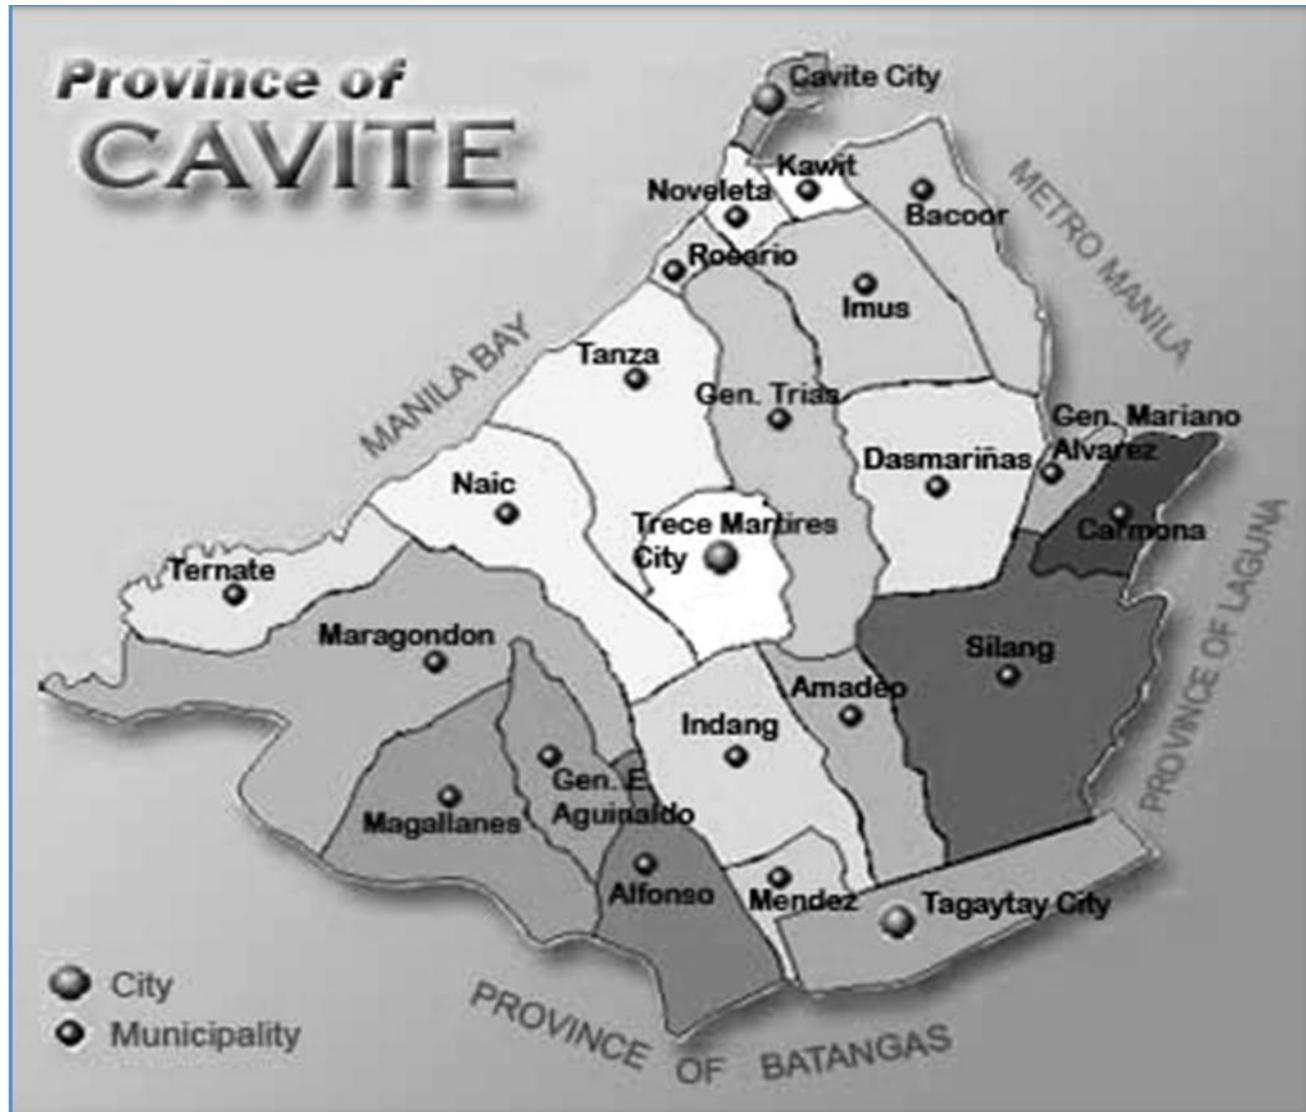 Province of
CAVITE
Cavite City
Kawit
Noveleta
Bacoor
METRO MANILA
Rosario
Imus
MANILA BAY
Tanza
Gen. Trias
Gen. Mariano
Alvarez
Dasmariñas
Naic
Trece Martires
City
Carmona
Ternate
PROVINCE OF LAGUNA
Maragondon
Silang
Amadeo
Indang
Gen. E.
Aguinaldo
Magallanes
Alfonso
Mendez
Tagaytay City
City
Municipality
PROVINCE OF BATANGAS